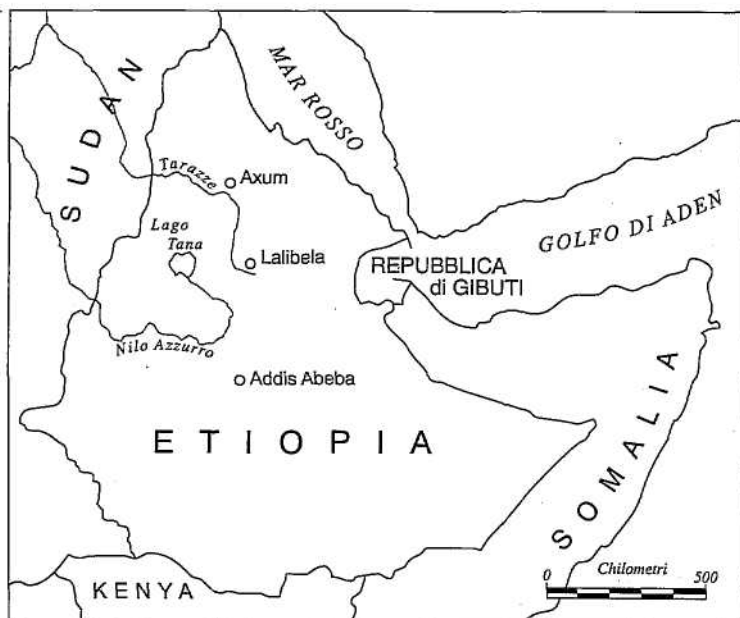 SUDAN
MAR ROSSO
Tarazze
Axum
Lago
Tana
Lalibela
GOLFO DI ADEN
REPUBBLICA
di GIBUTI
Nilo Azzurro
Addis Abeba
ETIOPIA
SOMALIA
KENYA
Chilometri
0 500